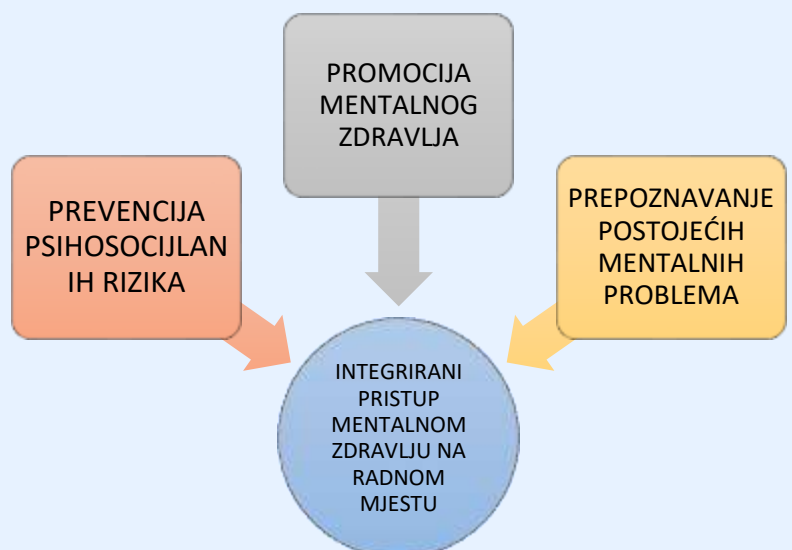 PROMOCIJA
MENTALNOG
ZDRAVLJA
PREVENCIJA
PSIHOSOCIJLAN
IH RIZIKA
PREPOZNAVANJE
POSTOJEĆIH
MENTALNIH
PROBLEMA
INTEGRIRANI
PRISTUP
MENTALNOM
ZDRAVLJU NA
RADNOM
MJESTU